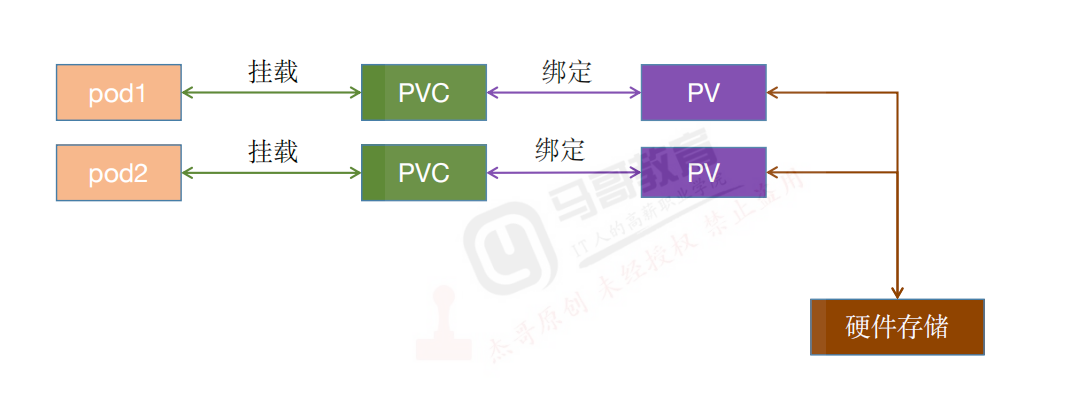 挂载
绑定
pod1
PVC
PV
挂载
绑定
pod2
PVC
PV
马哥教育
IT人的高薪职业学院
杰哥原创 未经授权 禁止滥用
硬件存储